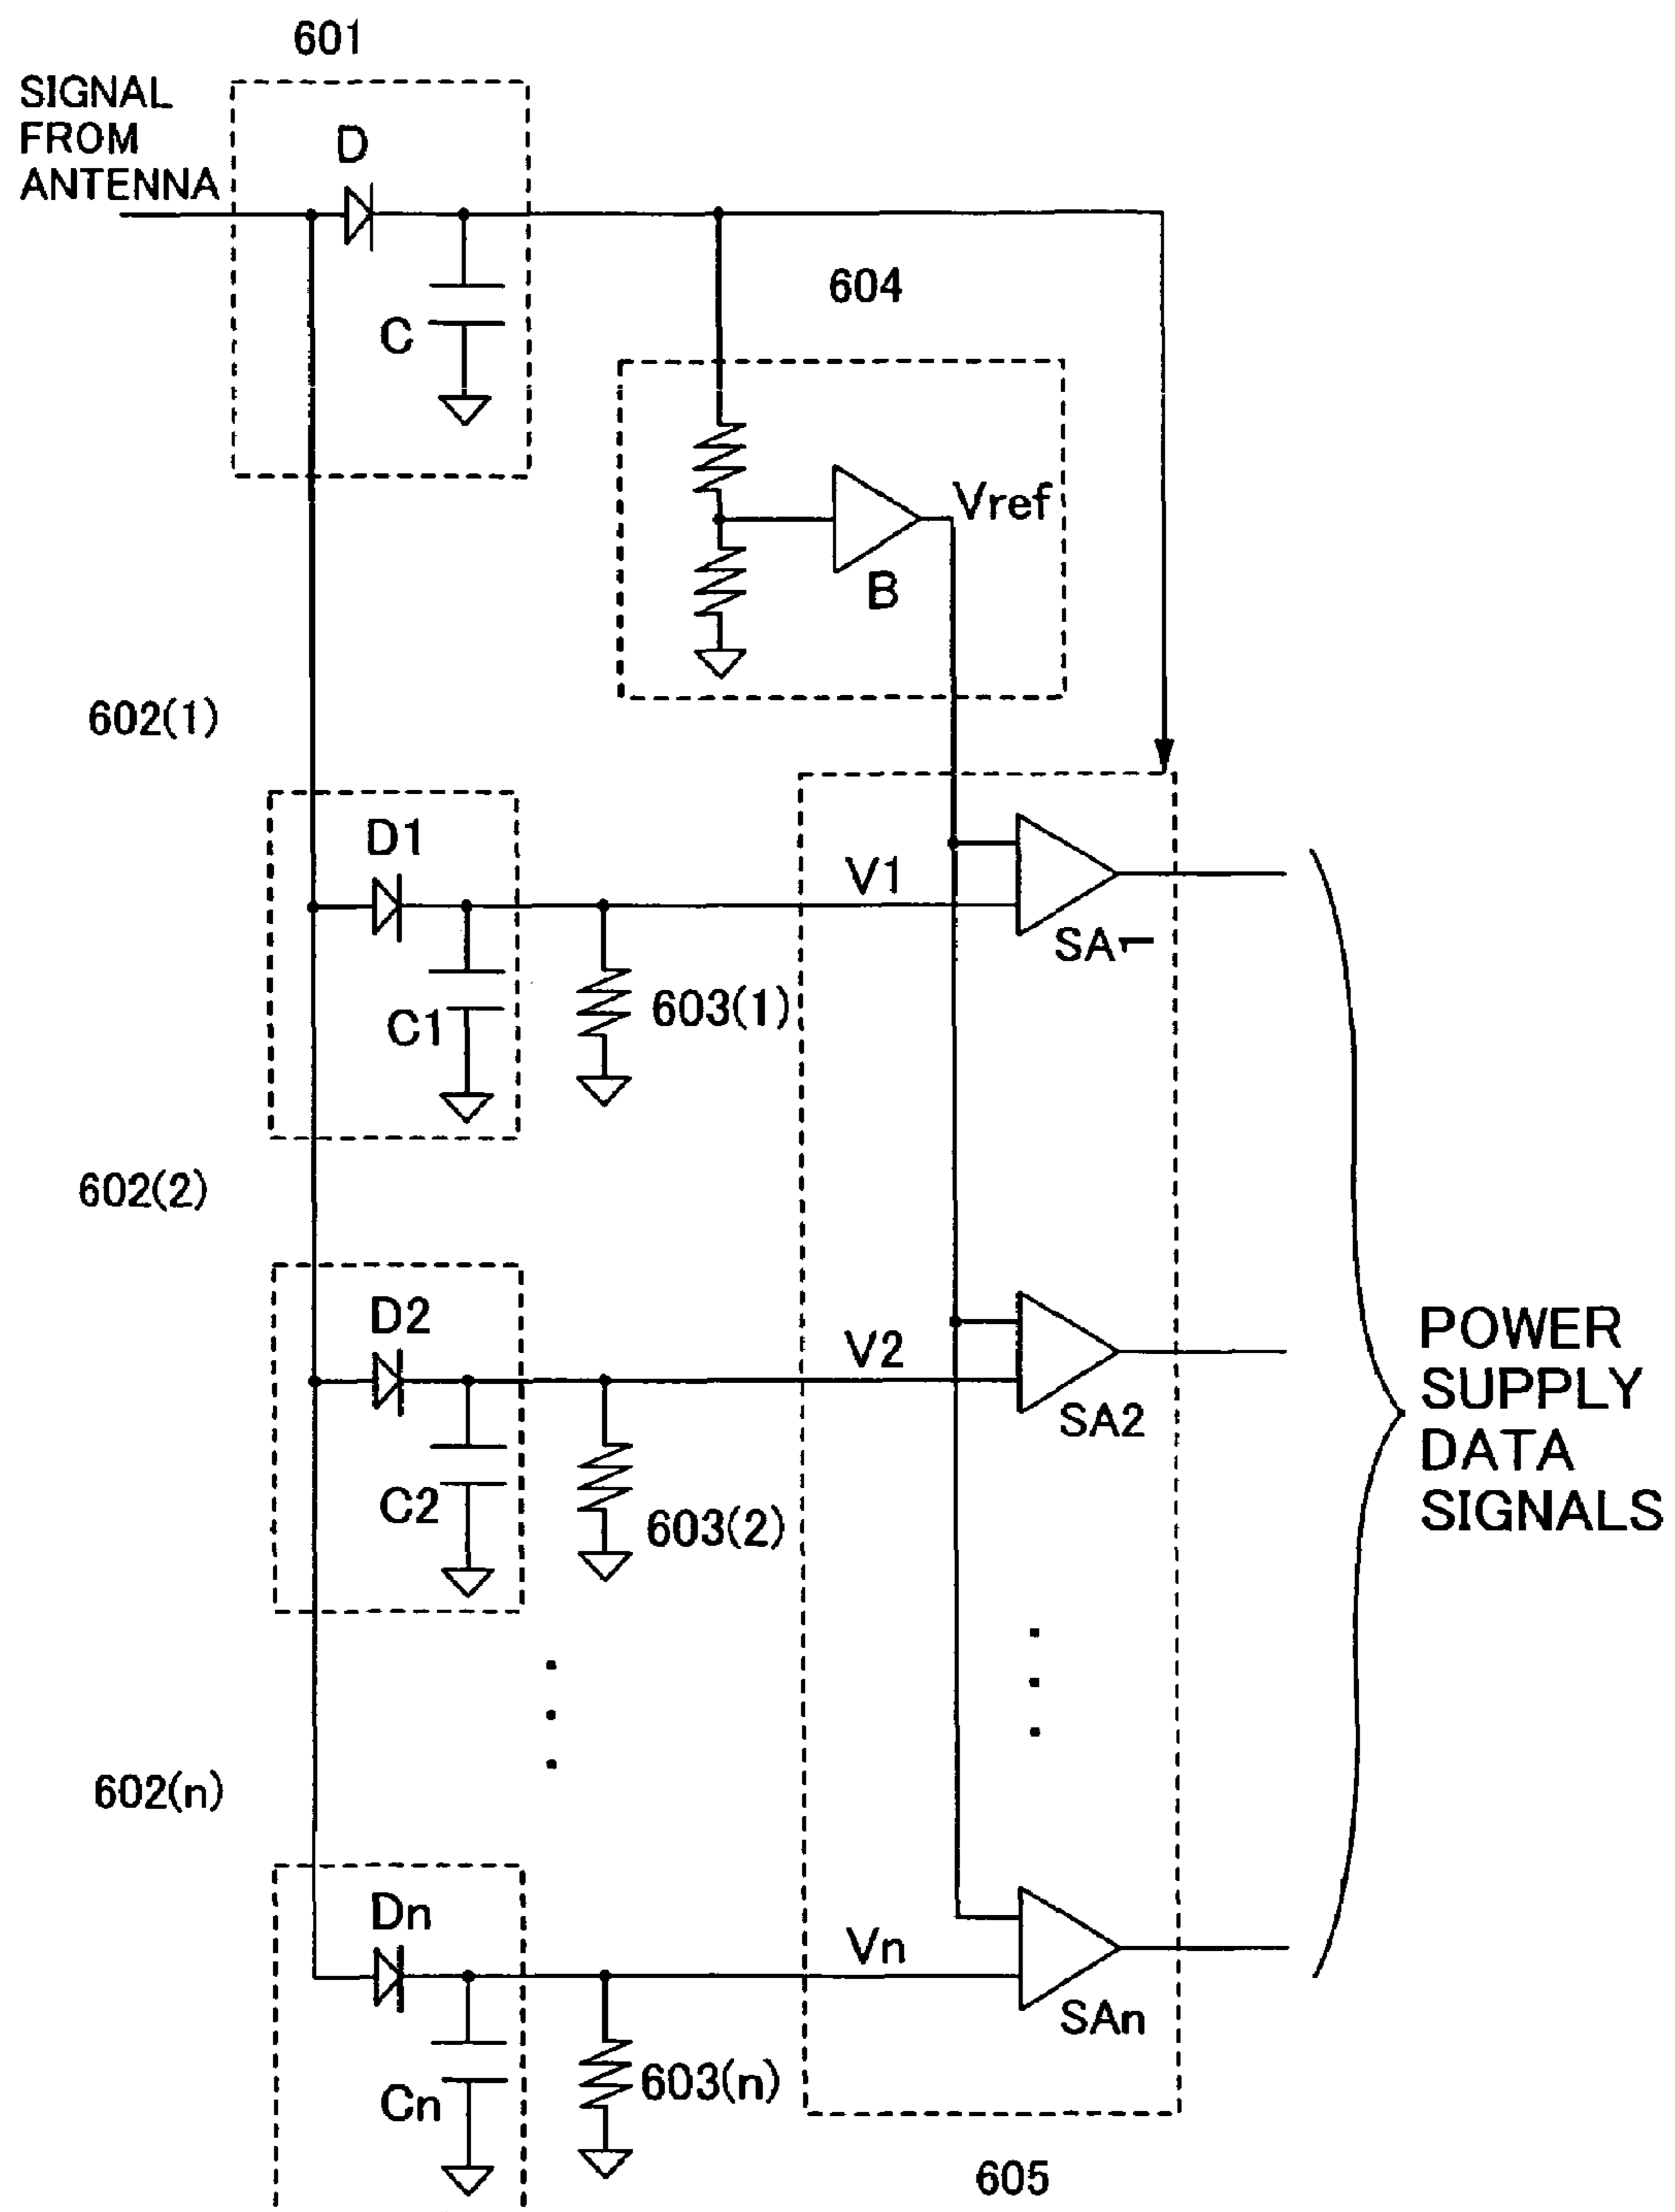 601
SIGNAL
FROM
ANTENNA
D
C
604
Vref
B
602(1)
D1
V1
SA1
C1
603(1)
602(2)
D2
V2
SA2
C2
603(2)
POWER
SUPPLY
DATA
SIGNALS
602(n)
Dn
Vn
SAn
Cn
603(n)
605